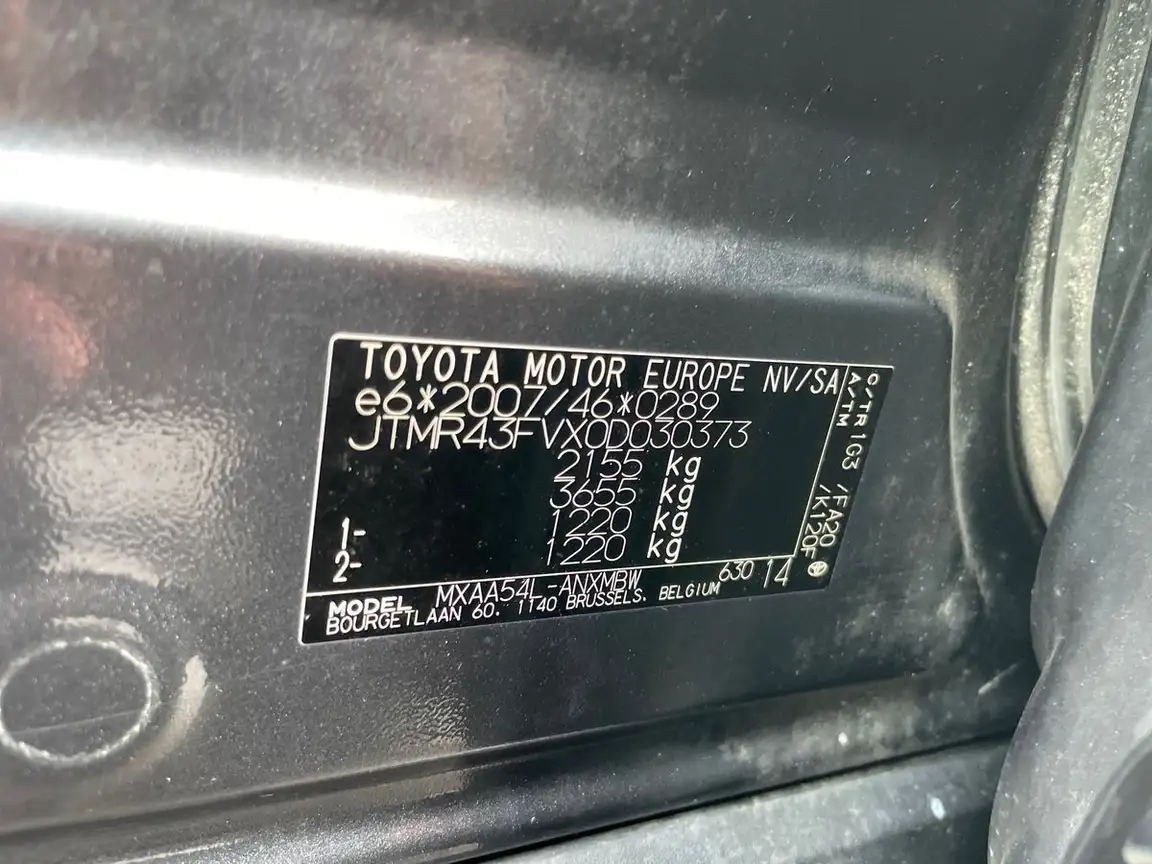 TOYOTA MOTOR EUROPE NV/SA
e6*2007/46*0289
JTMR43FVX0D030373
2155 kg
3655 kg
1- 1220 kg
2- 1220 kg
C/TR 1G3 /FA20
A/TM /K120F
MODEL MXAA54L-ANXMBW 630 14
BOURGETLAAN 60. 1140 BRUSSELS. BELGIUM